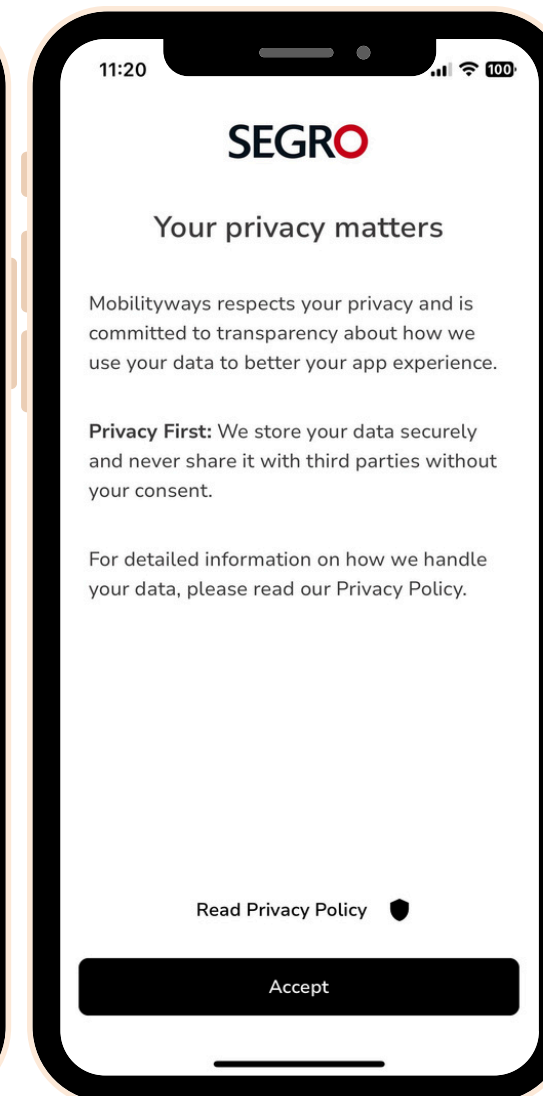 11:20
100
SEGRO
Your privacy matters
Mobilityways respects your privacy and is
committed to transparency about how we
use your data to better your app experience.
Privacy First: We store your data securely
and never share it with third parties without
your consent.
For detailed information on how we handle
your data, please read our Privacy Policy.
Read Privacy Policy
Accept